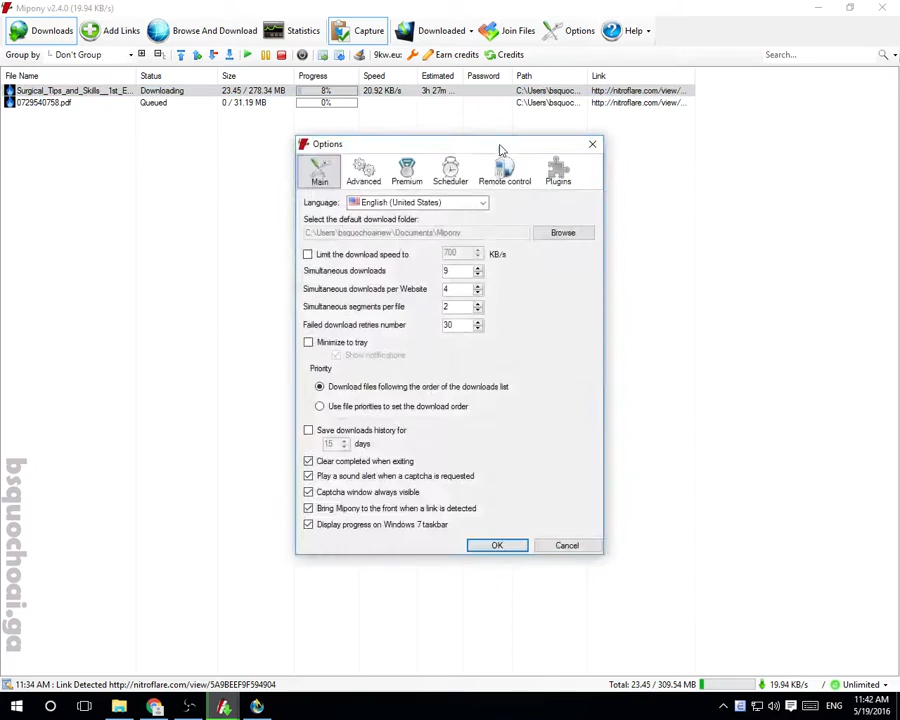 Mipony v2.4.0 (19.94 KB/s)
Downloads Add Links Browse And Download Statistics Capture Downloaded Join Files Options Help
Group by Don't Group 9kw.eu: Earn credits Credits Search...
File Name Status Size Progress Speed Estimated Password Path Link
Surgical_Tips_and_Skills__1st_E... Downloading 23.45 / 278.34 MB 8% 20.92 KB/s 3h 27m ... C:\Users\bsquoc... http://nitroflare.com/view/...
0729540758.pdf Queued 0 / 31.19 MB 0% C:\Users\bsquoc... http://nitroflare.com/view/...
Options
Main Advanced Premium Scheduler Remote control Plugins
Language: English (United States)
Select the default download folder:
C:\Users\bsquochoainew\Documents\Mipony Browse
Limit the download speed to 700 KB/s
Simultaneous downloads 9
Simultaneous downloads per Website 4
Simultaneous segments per file 2
Failed download retries number 30
Minimize to tray
Show notifications
Priority
Download files following the order of the downloads list
Use file priorities to set the download order
Save downloads history for
15 days
Clear completed when exiting
Play a sound alert when a captcha is requested
Captcha window always visible
Bring Mipony to the front when a link is detected
Display progress on Windows 7 taskbar
OK Cancel
bsquochoai.ga
11:34 AM : Link Detected http://nitroflare.com/view/5A9BEEF9F594904 Total: 23.45 / 309.54 MB 19.94 KB/s Unlimited
ENG 11:42 AM
5/19/2016